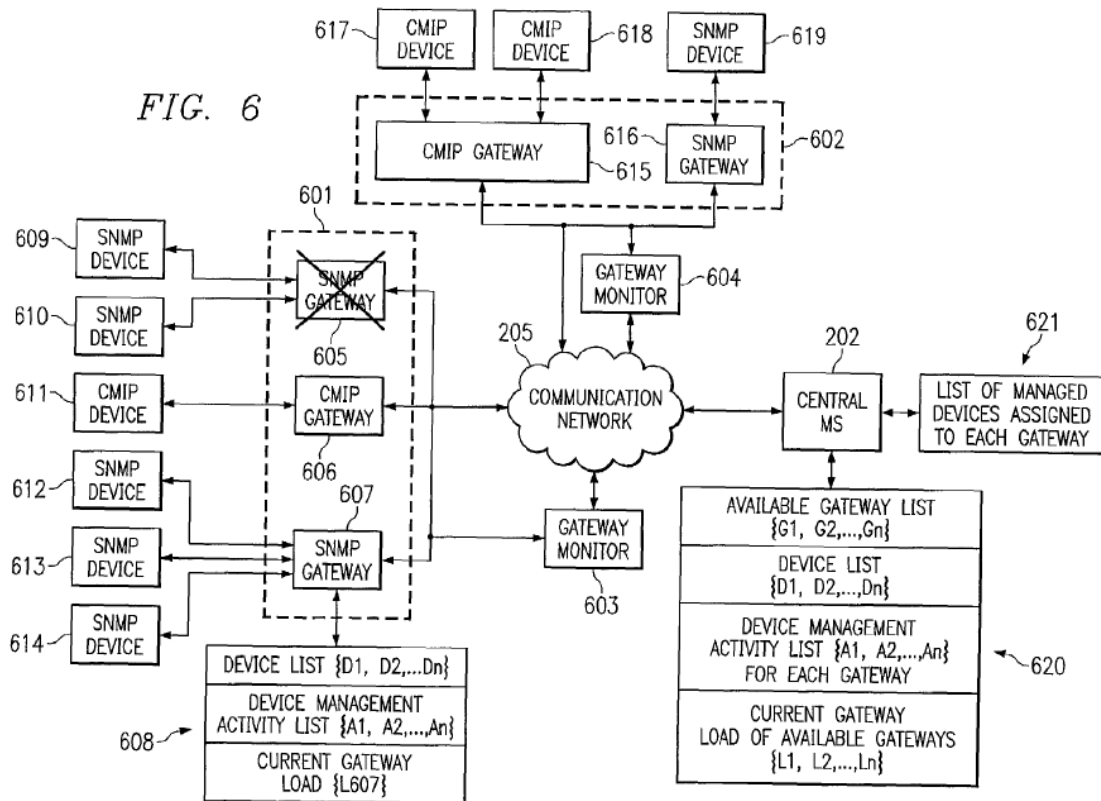 FIG. 6
617
CMIP
DEVICE
CMIP
DEVICE
618
SNMP
DEVICE
619
CMIP GATEWAY
615
616
SNMP
GATEWAY
602
601
609
SNMP
DEVICE
610
SNMP
DEVICE
611
CMIP
DEVICE
612
SNMP
DEVICE
613
SNMP
DEVICE
614
SNMP
DEVICE
SNMP
GATEWAY
605
CMIP
GATEWAY
606
607
SNMP
GATEWAY
GATEWAY
MONITOR
604
205
COMMUNICATION
NETWORK
GATEWAY
MONITOR
603
202
CENTRAL
MS
621
LIST OF MANAGED
DEVICES ASSIGNED
TO EACH GATEWAY
608
DEVICE LIST {D1, D2,...Dn}
DEVICE MANAGEMENT
ACTIVITY LIST {A1, A2,...,An}
CURRENT GATEWAY
LOAD {L607}
AVAILABLE GATEWAY LIST
{G1, G2,...,Gn}
DEVICE LIST
{D1, D2,...,Dn}
DEVICE MANAGEMENT
ACTIVITY LIST {A1, A2,...,An}
FOR EACH GATEWAY
CURRENT GATEWAY
LOAD OF AVAILABLE GATEWAYS
{L1, L2,...,Ln}
620